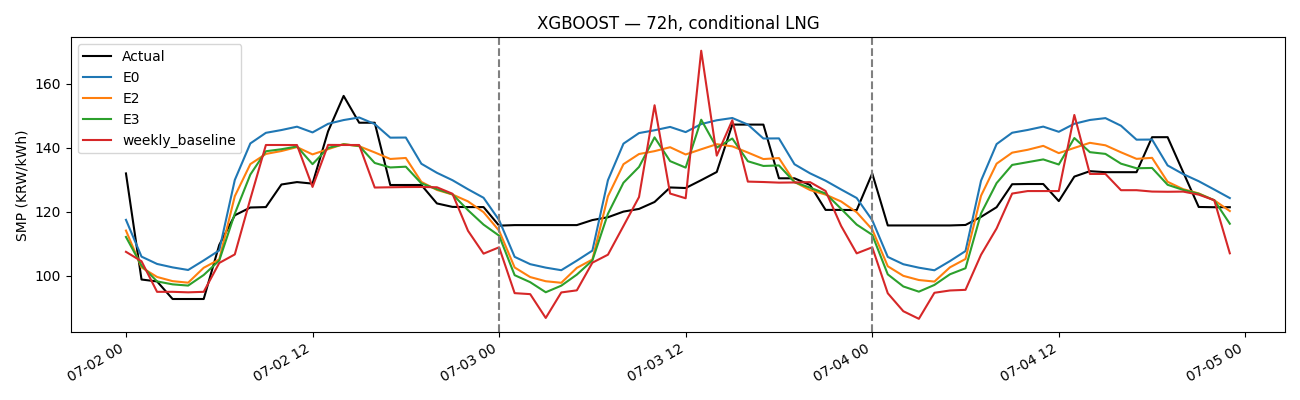 XGBOOST — 72h, conditional LNG
SMP (KRW/kWh)
160
140
120
100
Actual
E0
E2
E3
weekly_baseline
07-02 00
07-02 12
07-03 00
07-03 12
07-04 00
07-04 12
07-05 00